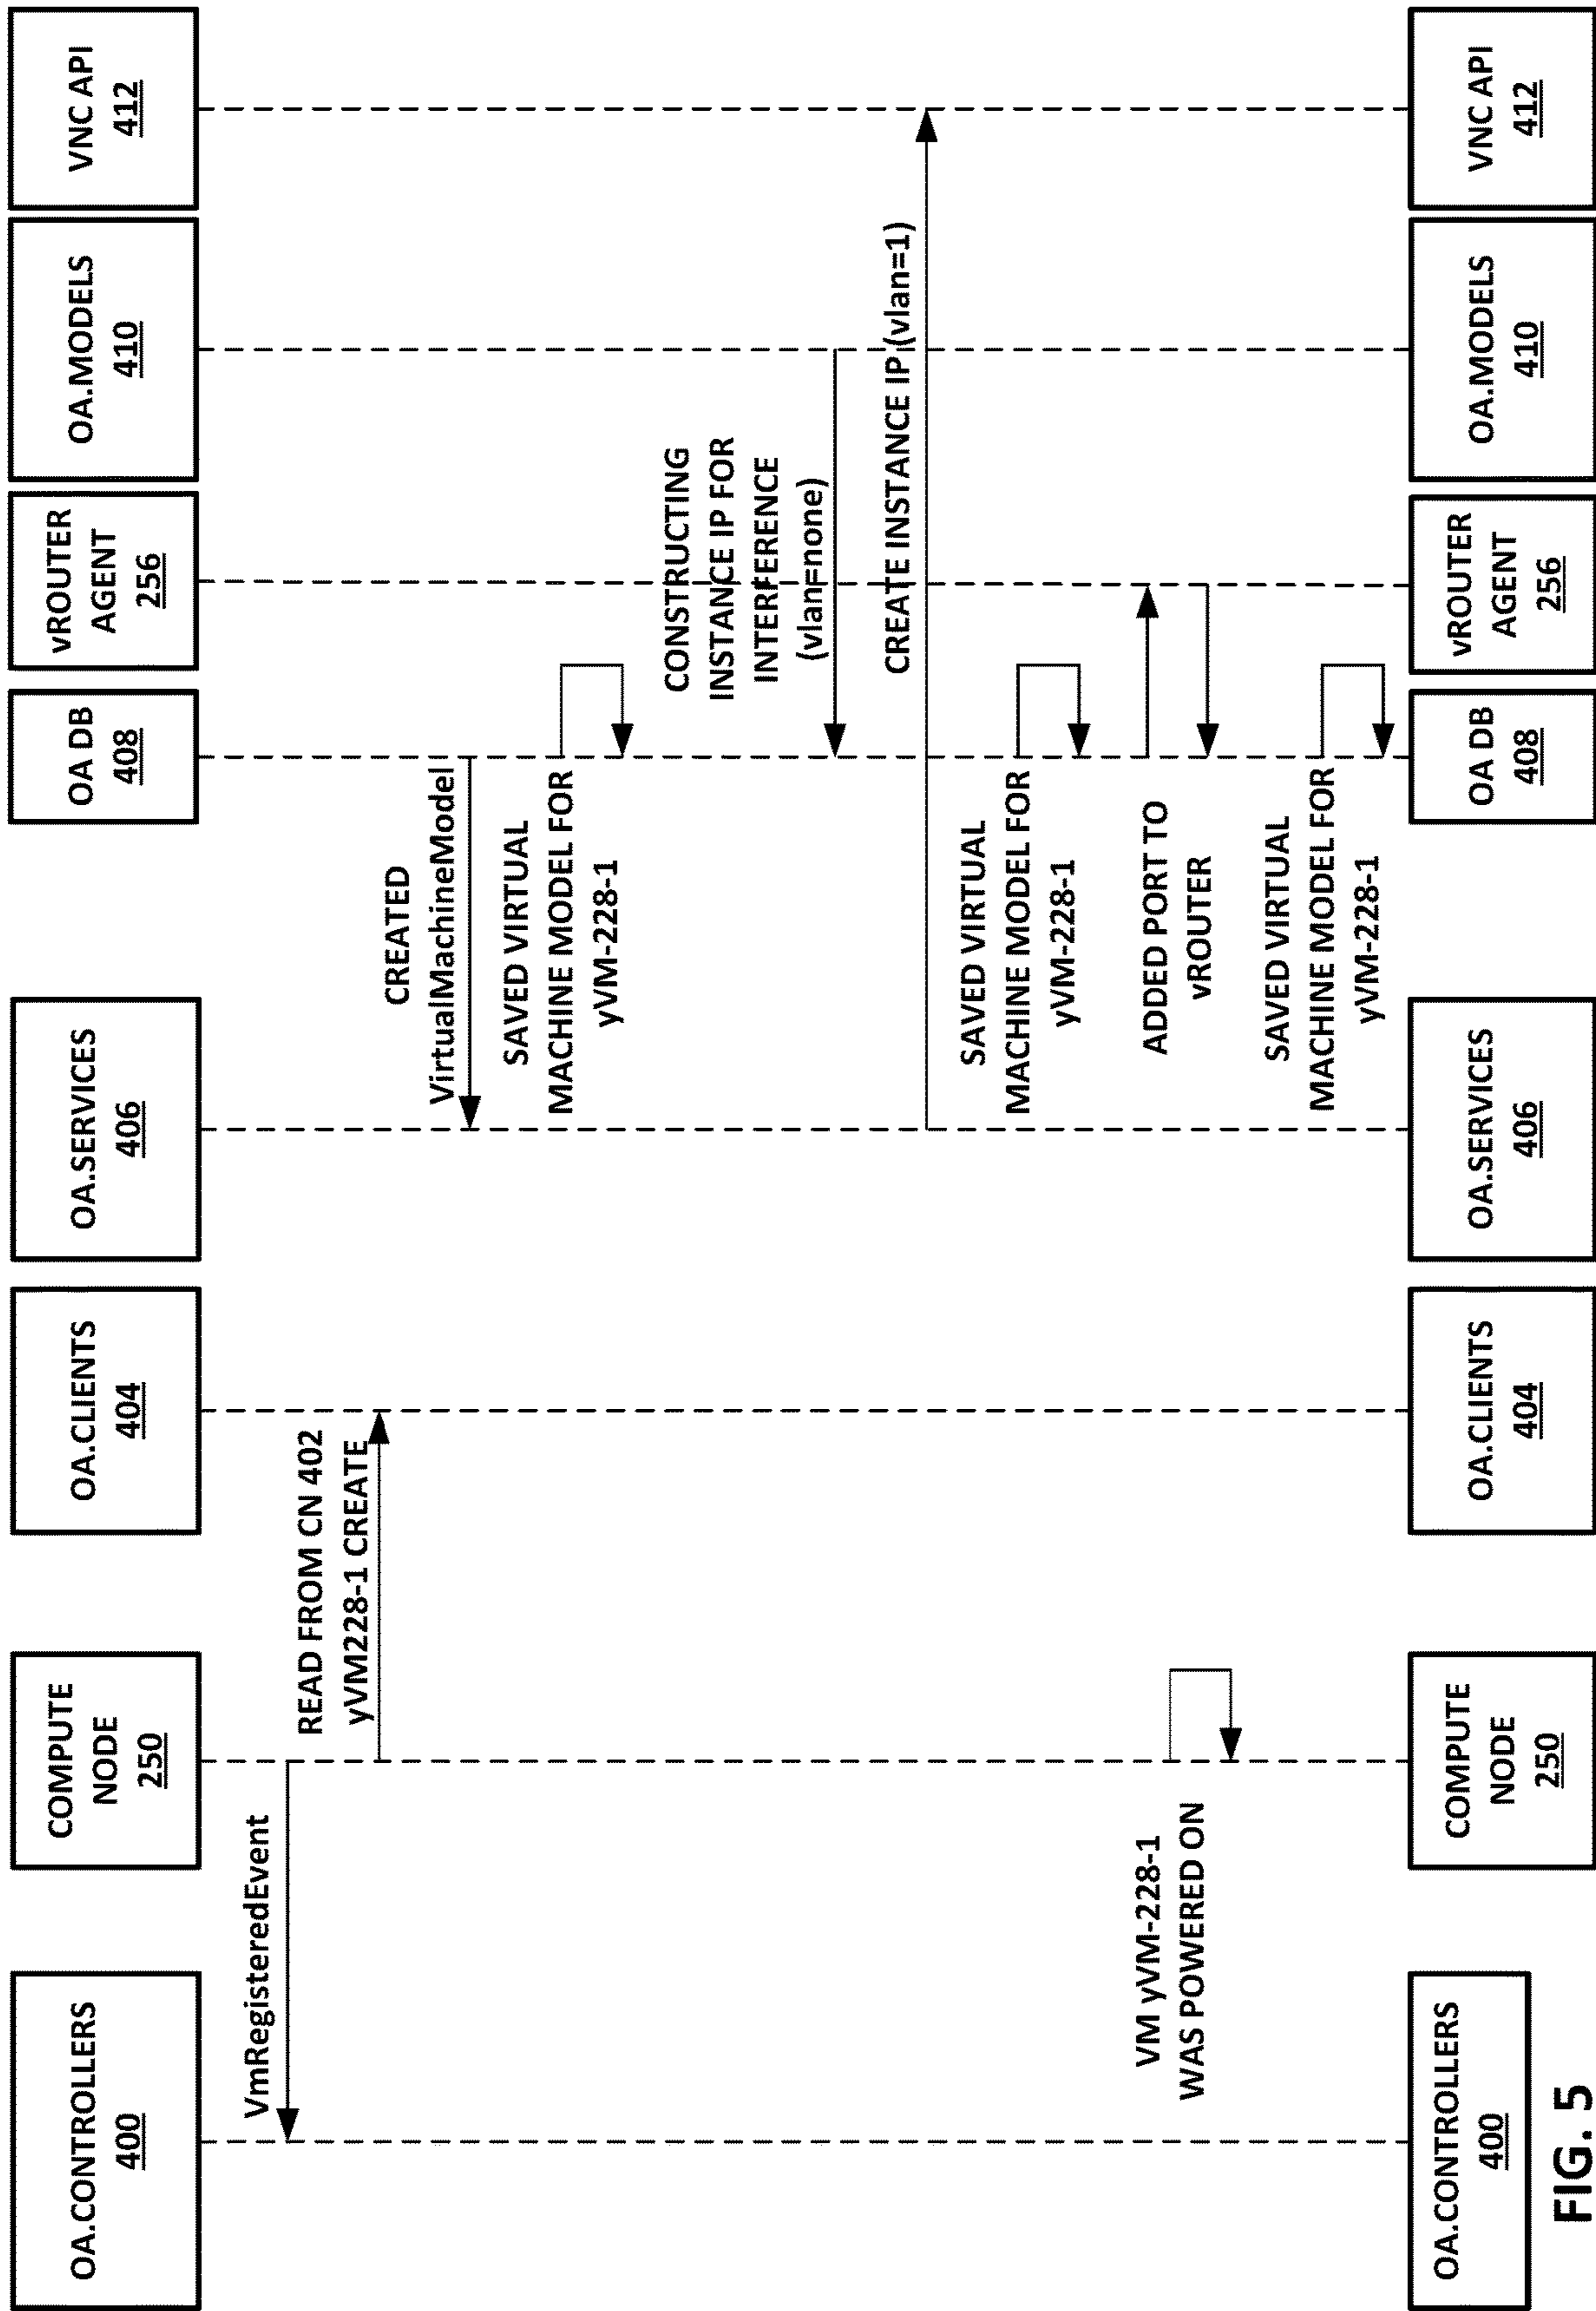 OA.CONTROLLERS
400
COMPUTE
NODE
250
OA.CLIENTS
404
OA.SERVICES
406
OA DB
408
vROUTER
AGENT
256
OA.MODELS
410
VNC API
412
VmRegisteredEvent
READ FROM CN 402
yVM228-1 CREATE
CREATED
VirtualMachineModel
SAVED VIRTUAL
MACHINE MODEL FOR
yVM-228-1
CONSTRUCTING
INSTANCE IP FOR
INTERFERENCE
(vlan=none)
CREATE INSTANCE IP (vlan=1)
SAVED VIRTUAL
MACHINE MODEL FOR
yVM-228-1
VM yVM-228-1
WAS POWERED ON
ADDED PORT TO
vROUTER
SAVED VIRTUAL
MACHINE MODEL FOR
yVM-228-1
OA.CONTROLLERS
400
COMPUTE
NODE
250
OA.CLIENTS
404
OA.SERVICES
406
OA DB
408
vROUTER
AGENT
256
OA.MODELS
410
VNC API
412
FIG. 5